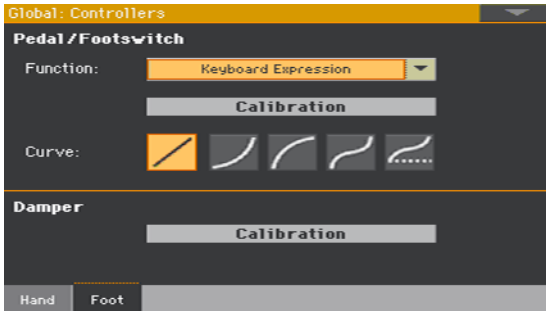 Global: Controllers
Pedal/Footswitch
Function: Keyboard Expression
Calibration
Curve:
Damper
Calibration
Hand Foot